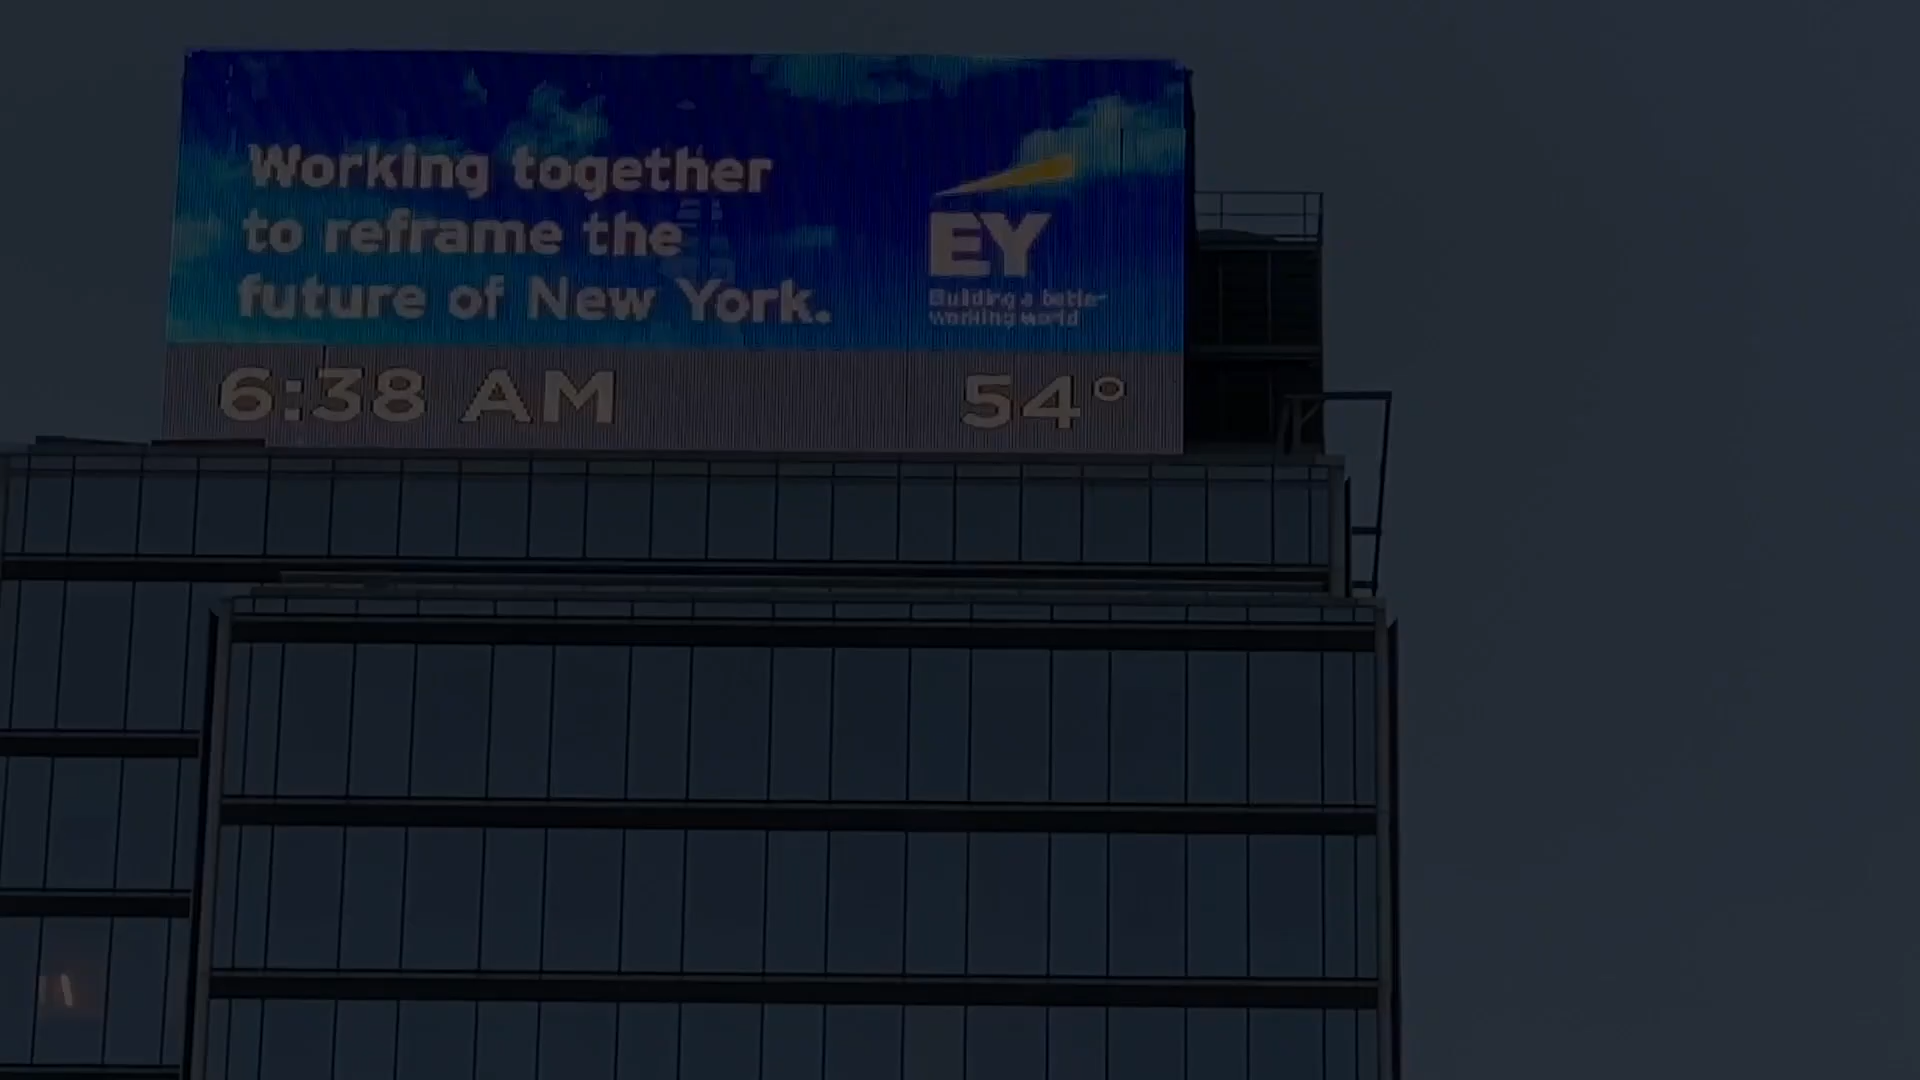 Working together
to reframe the
future of New York.
EY
Building a better
working world
6:38 AM
54°